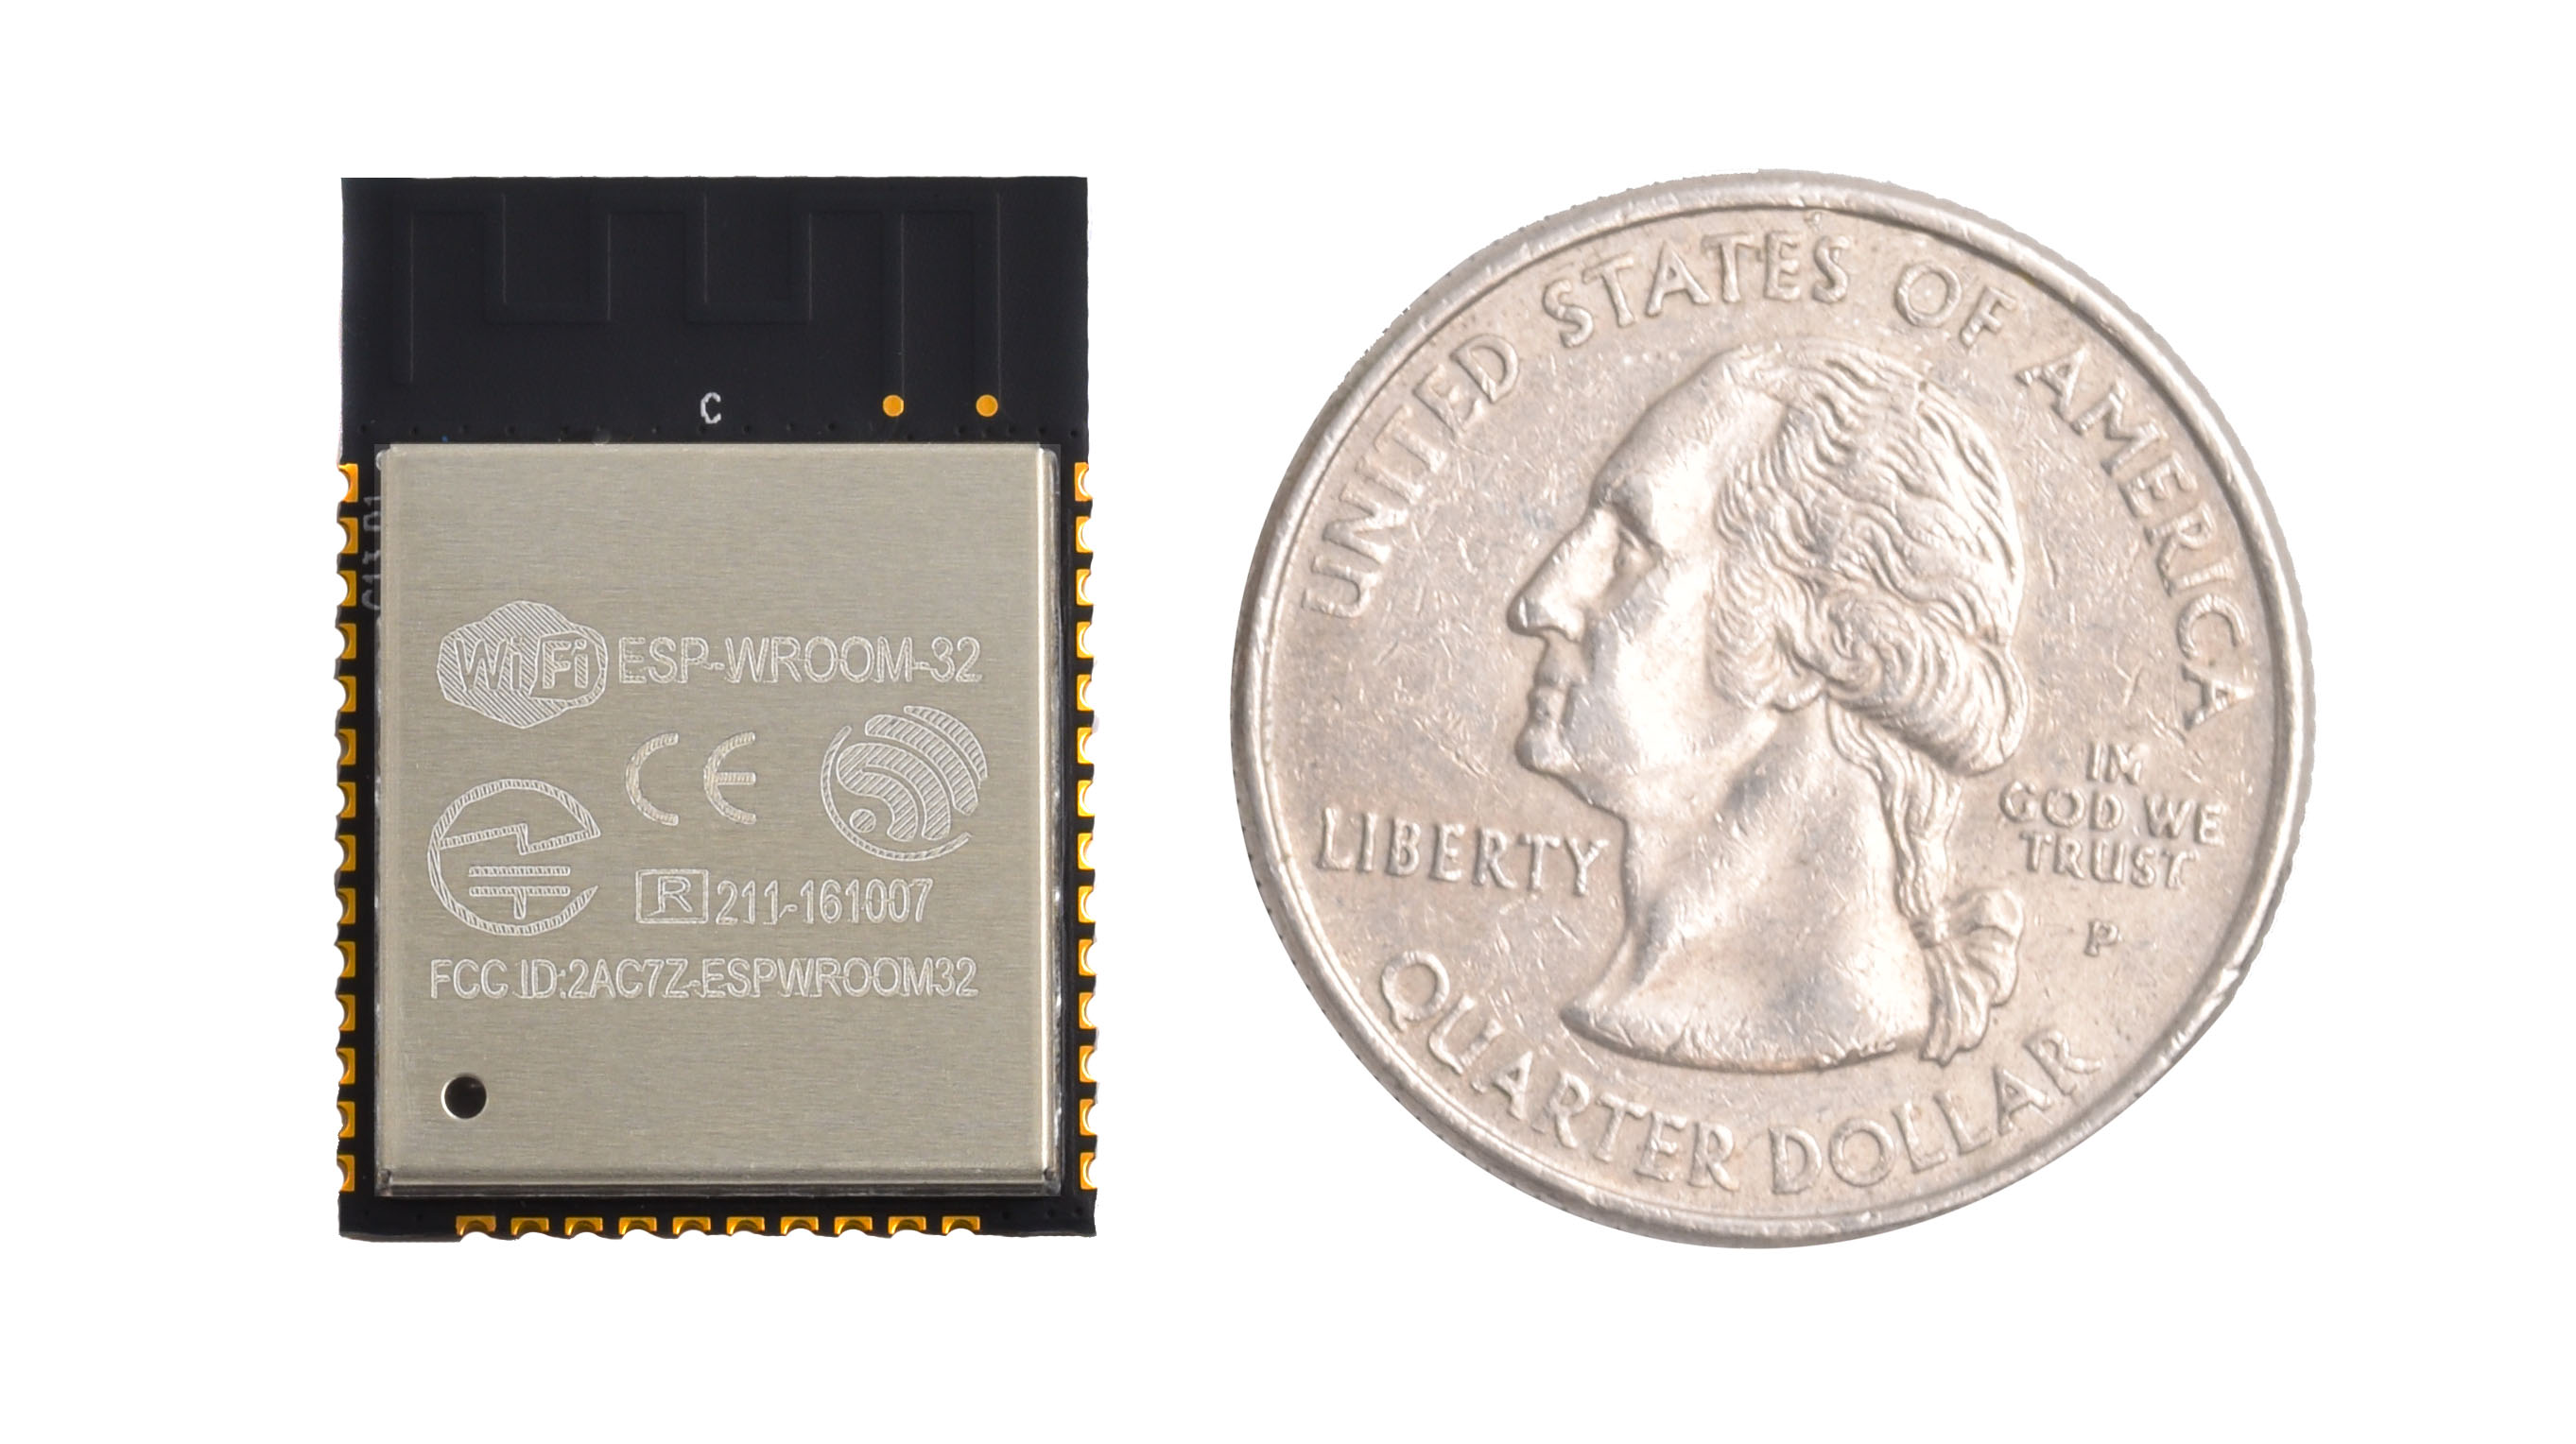 C
WiFi ESP-WROOM-32
CE
R 211-161007
FCC ID:2AC7Z-ESPWROOM32
UNITED STATES OF AMERICA
LIBERTY
IN
GOD WE
TRUST
P
QUARTER DOLLAR